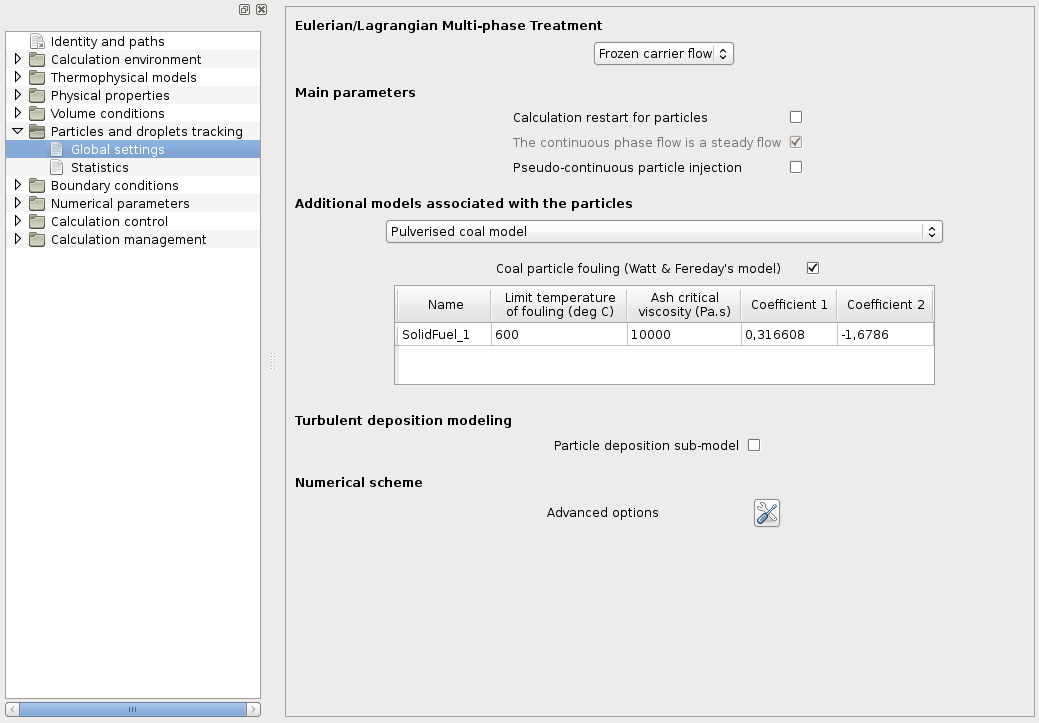 Identity and paths
Calculation environment
Thermophysical models
Physical properties
Volume conditions
Particles and droplets tracking
Global settings
Statistics
Boundary conditions
Numerical parameters
Calculation control
Calculation management
Eulerian/Lagrangian Multi-phase Treatment
Frozen carrier flow
Main parameters
Calculation restart for particles
The continuous phase flow is a steady flow
Pseudo-continuous particle injection
Additional models associated with the particles
Pulverised coal model
Coal particle fouling (Watt & Fereday's model)
Name
Limit temperature
of fouling (deg C)
Ash critical
viscosity (Pa.s)
Coefficient 1
Coefficient 2
SolidFuel_1
600
10000
0,316608
-1,6786
Turbulent deposition modeling
Particle deposition sub-model
Numerical scheme
Advanced options